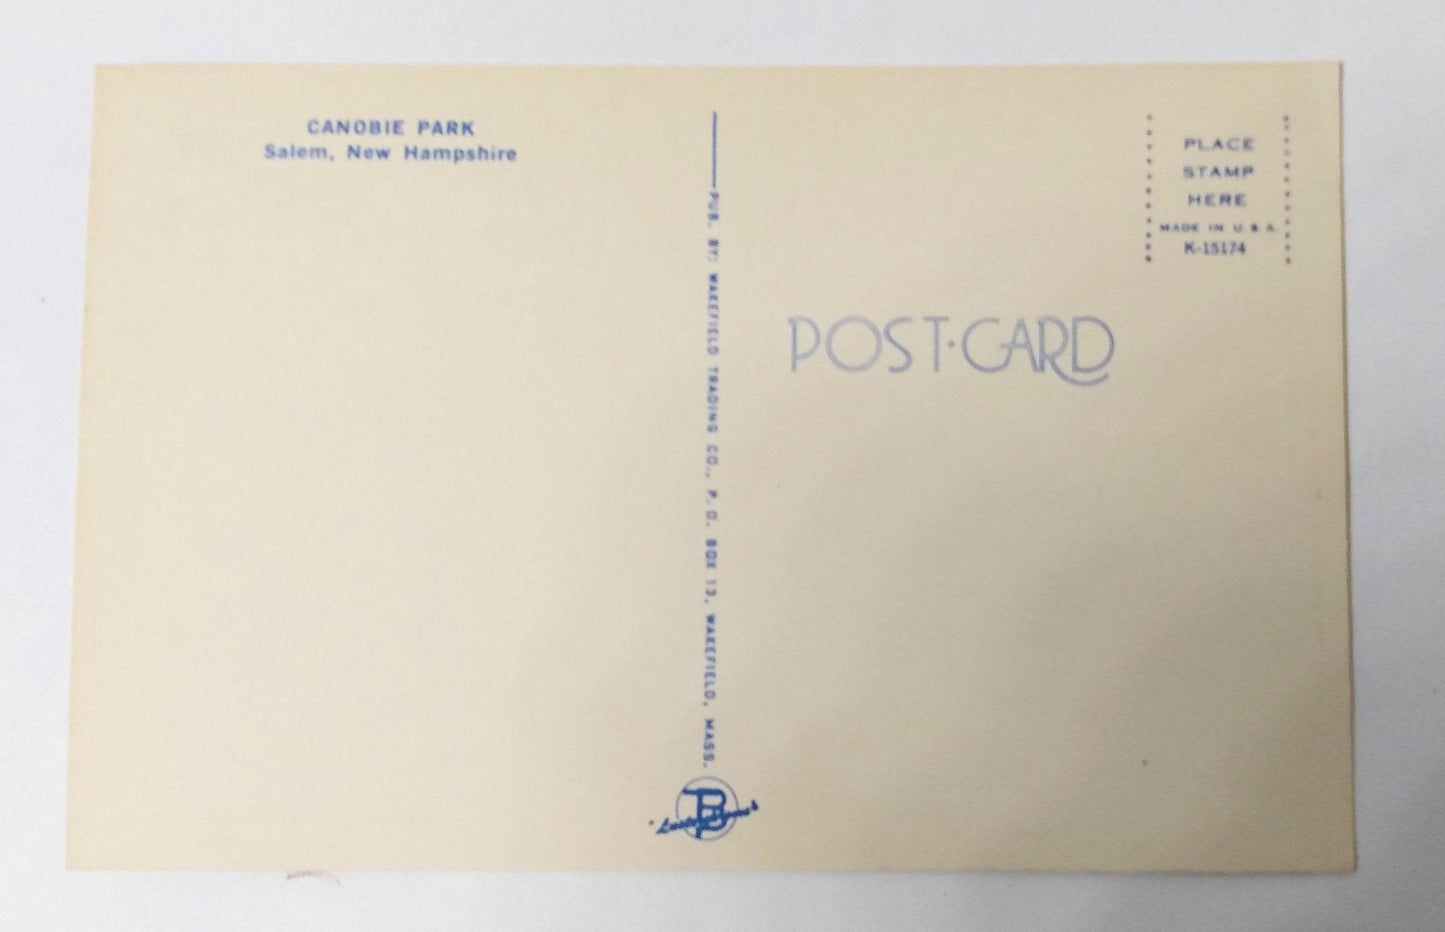 CANOBIE PARK
Salem, New Hampshire
PUB. BY: WAKEFIELD TRADING CO., P. O. BOX 13, WAKEFIELD, MASS.
PLACE
STAMP
HERE
MADE IN U.S.A.
K-15174
POST·CARD